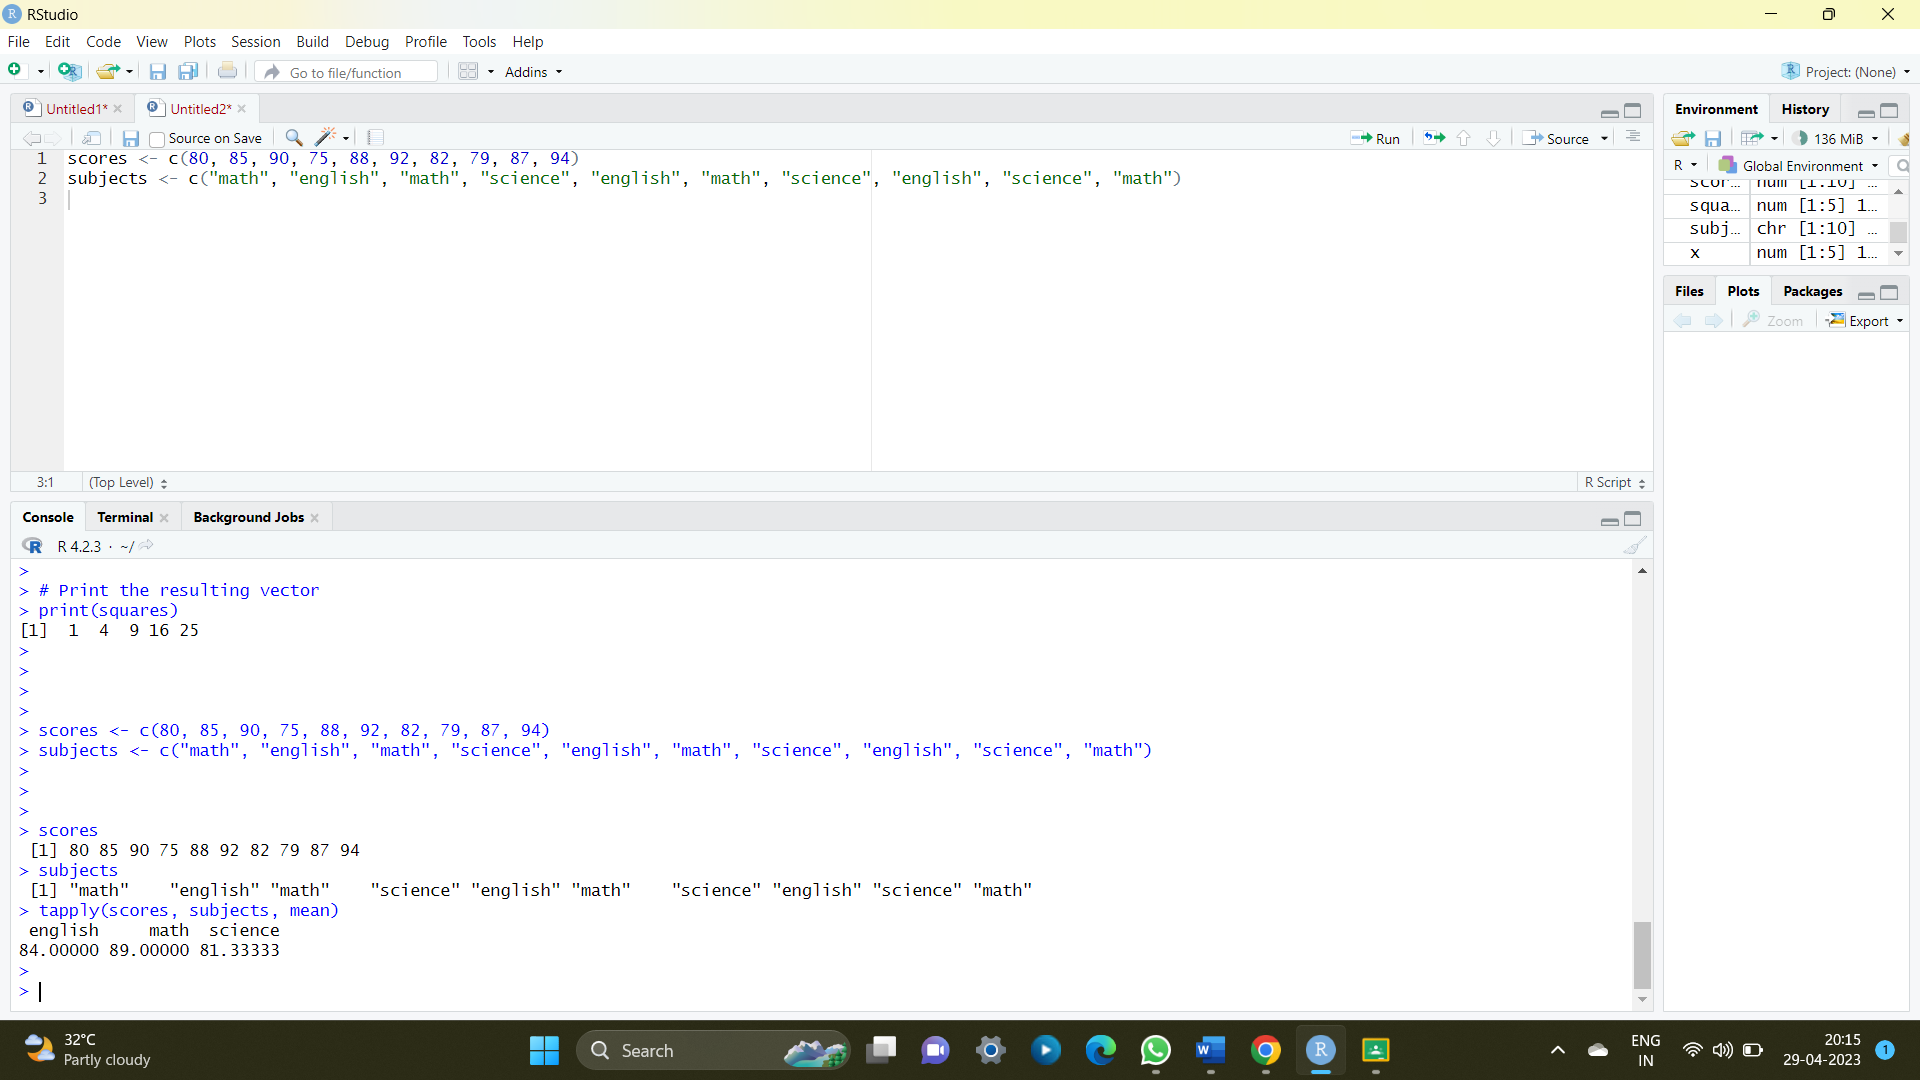 RStudio
File Edit Code View Plots Session Build Debug Profile Tools Help
Go to file/function Addins Project: (None)
Untitled1* Untitled2*
Source on Save Run Source
1 scores <- c(80, 85, 90, 75, 88, 92, 82, 79, 87, 94)
2 subjects <- c("math", "english", "math", "science", "english", "math", "science", "english", "science", "math")
3
3:1 (Top Level) R Script
Environment History
136 MiB
R Global Environment
scor... num [1:10] ...
squa... num [1:5] 1...
subj... chr [1:10] ...
x num [1:5] 1...
Files Plots Packages
Zoom Export
Console Terminal Background Jobs
R 4.2.3 · ~/
>
> # Print the resulting vector
> print(squares)
[1]  1  4  9 16 25
>
>
>
>
> scores <- c(80, 85, 90, 75, 88, 92, 82, 79, 87, 94)
> subjects <- c("math", "english", "math", "science", "english", "math", "science", "english", "science", "math")
>
>
>
> scores
[1] 80 85 90 75 88 92 82 79 87 94
> subjects
[1] "math"    "english" "math"    "science" "english" "math"    "science" "english" "science" "math"
> tapply(scores, subjects, mean)
english     math  science
84.00000 89.00000 81.33333
>
>
32°C
Partly cloudy
Search
ENG
IN
20:15
29-04-2023
1